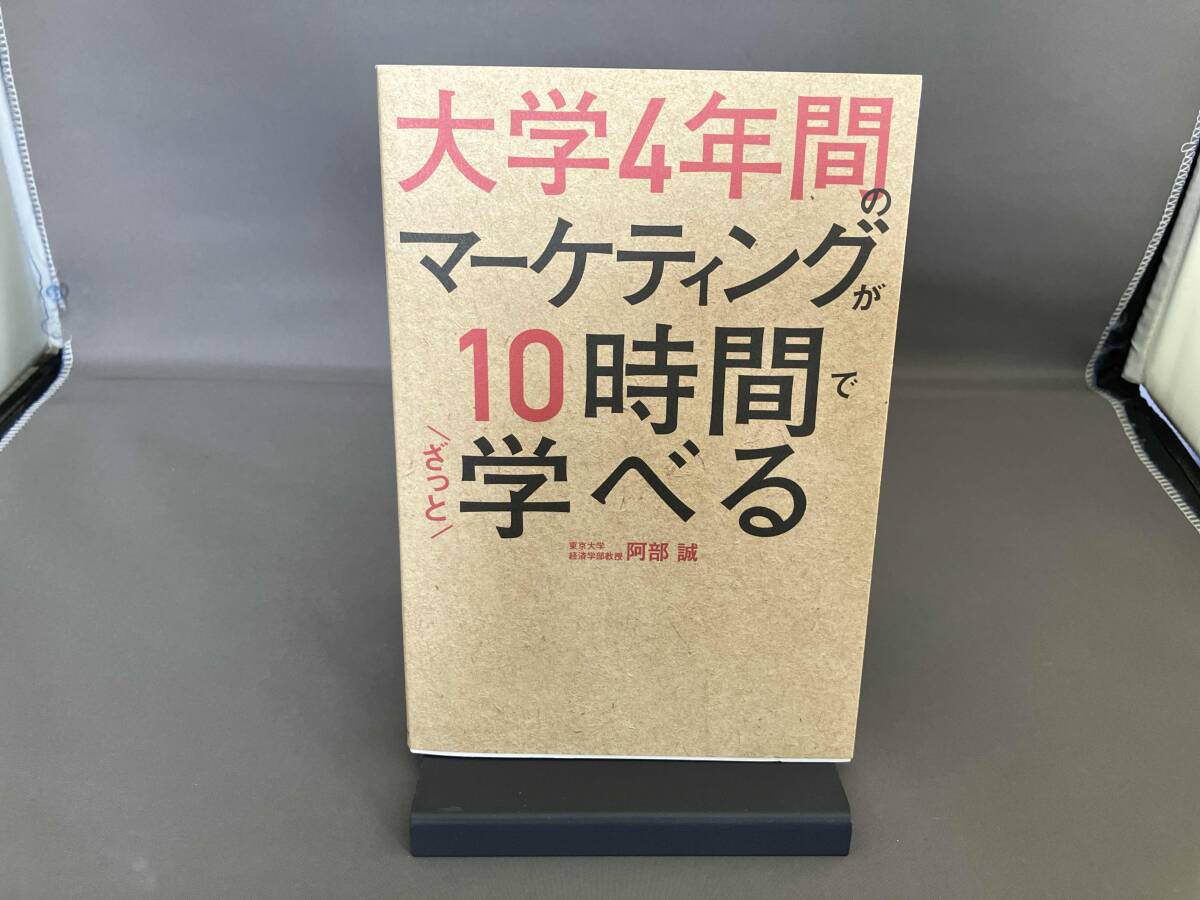 大学4年間の
マーケティングが
10時間で
ざっと
学べる
東京大学
経済学部教授 阿部 誠